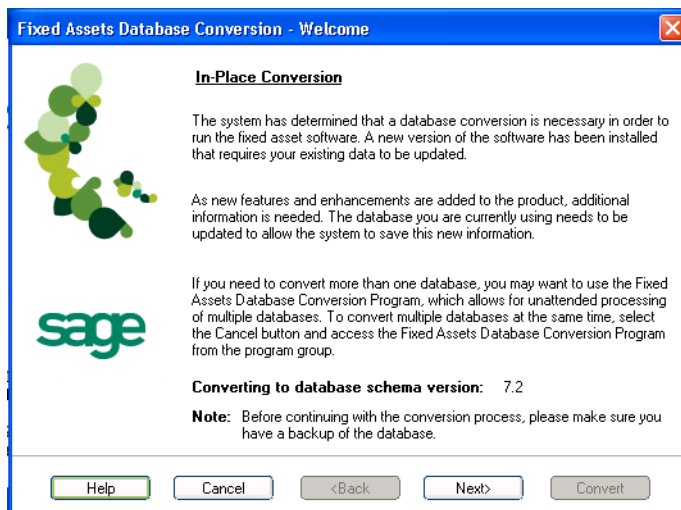 Fixed Assets Database Conversion - Welcome
In-Place Conversion
The system has determined that a database conversion is necessary in order to
run the fixed asset software. A new version of the software has been installed
that requires your existing data to be updated.
As new features and enhancements are added to the product, additional
information is needed. The database you are currently using needs to be
updated to allow the system to save this new information.
If you need to convert more than one database, you may want to use the Fixed
Assets Database Conversion Program, which allows for unattended processing
of multiple databases. To convert multiple databases at the same time, select
the Cancel button and access the Fixed Assets Database Conversion Program
from the program group.
sage
Converting to database schema version: 7.2
Note: Before continuing with the conversion process, please make sure you
have a backup of the database.
Help Cancel <Back Next> Convert